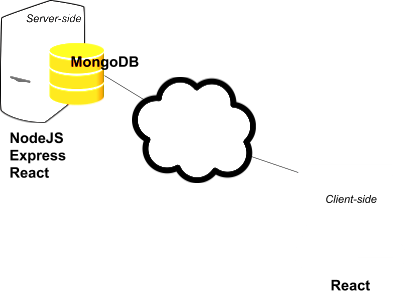 Server-side
MongoDB
NodeJS
Express
React
Client-side
React